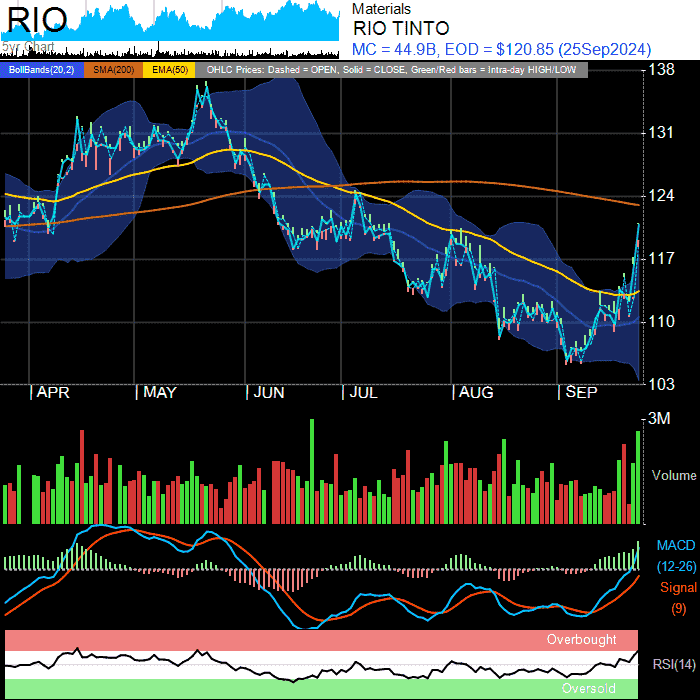 RIO
5yr Chart
Materials
RIO TINTO
MC = 44.9B, EOD = $120.85 (25Sep2024)
BollBands(20,2) SMA(200) EMA(50) OHLC Prices: Dashed = OPEN, Solid = CLOSE, Green/Red bars = Intra-day HIGH/LOW
138
131
124
117
110
103
APR MAY JUN JUL AUG SEP
3M
Volume
MACD
(12-26)
Signal
(9)
Overbought
RSI(14)
Oversold